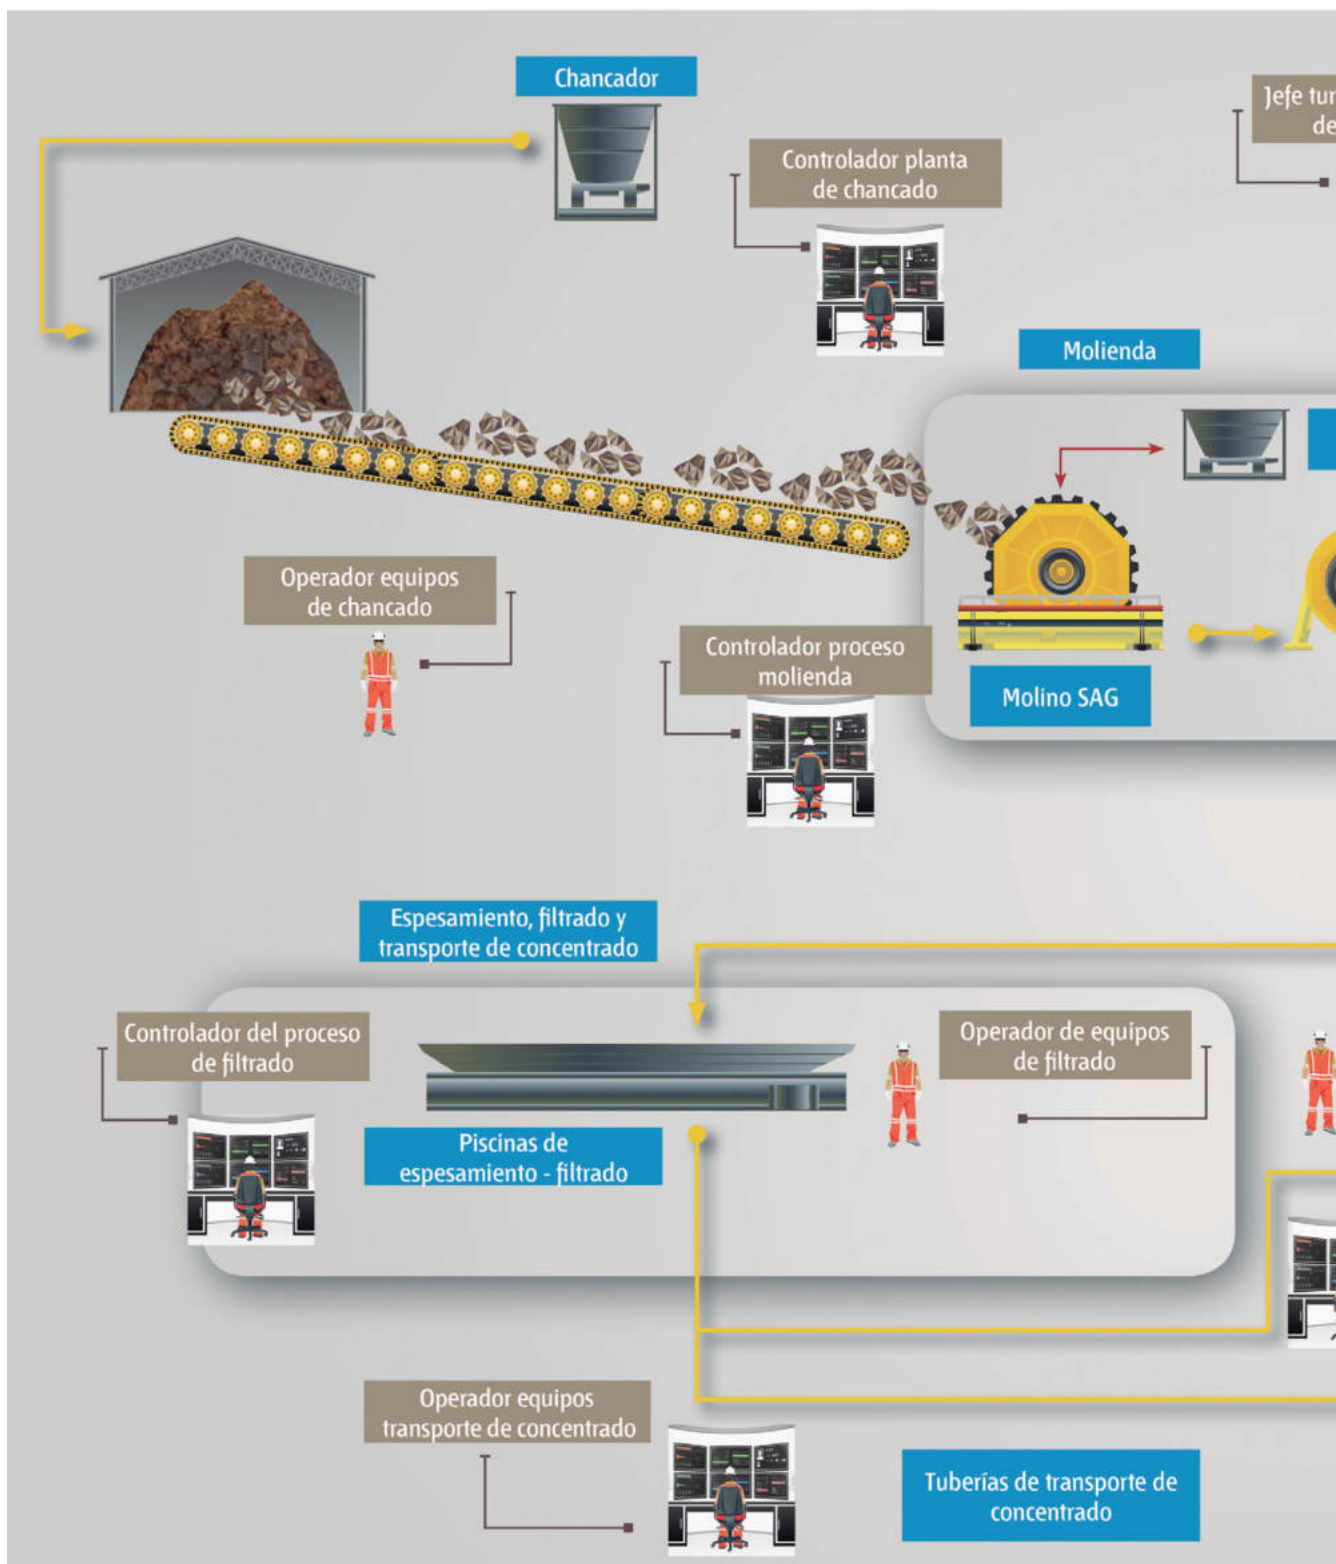 Chancador
Jefe
de
Controlador planta
de chancado
Molienda
Operador equipos
de chancado
Controlador proceso
molienda
Molino SAG
Espesamiento, filtrado y
transporte de concentrado
Controlador del proceso
de filtrado
Operador de equipos
de filtrado
Piscinas de
espesamiento - filtrado
Operador equipos
transporte de concentrado
Tuberías de transporte de
concentrado